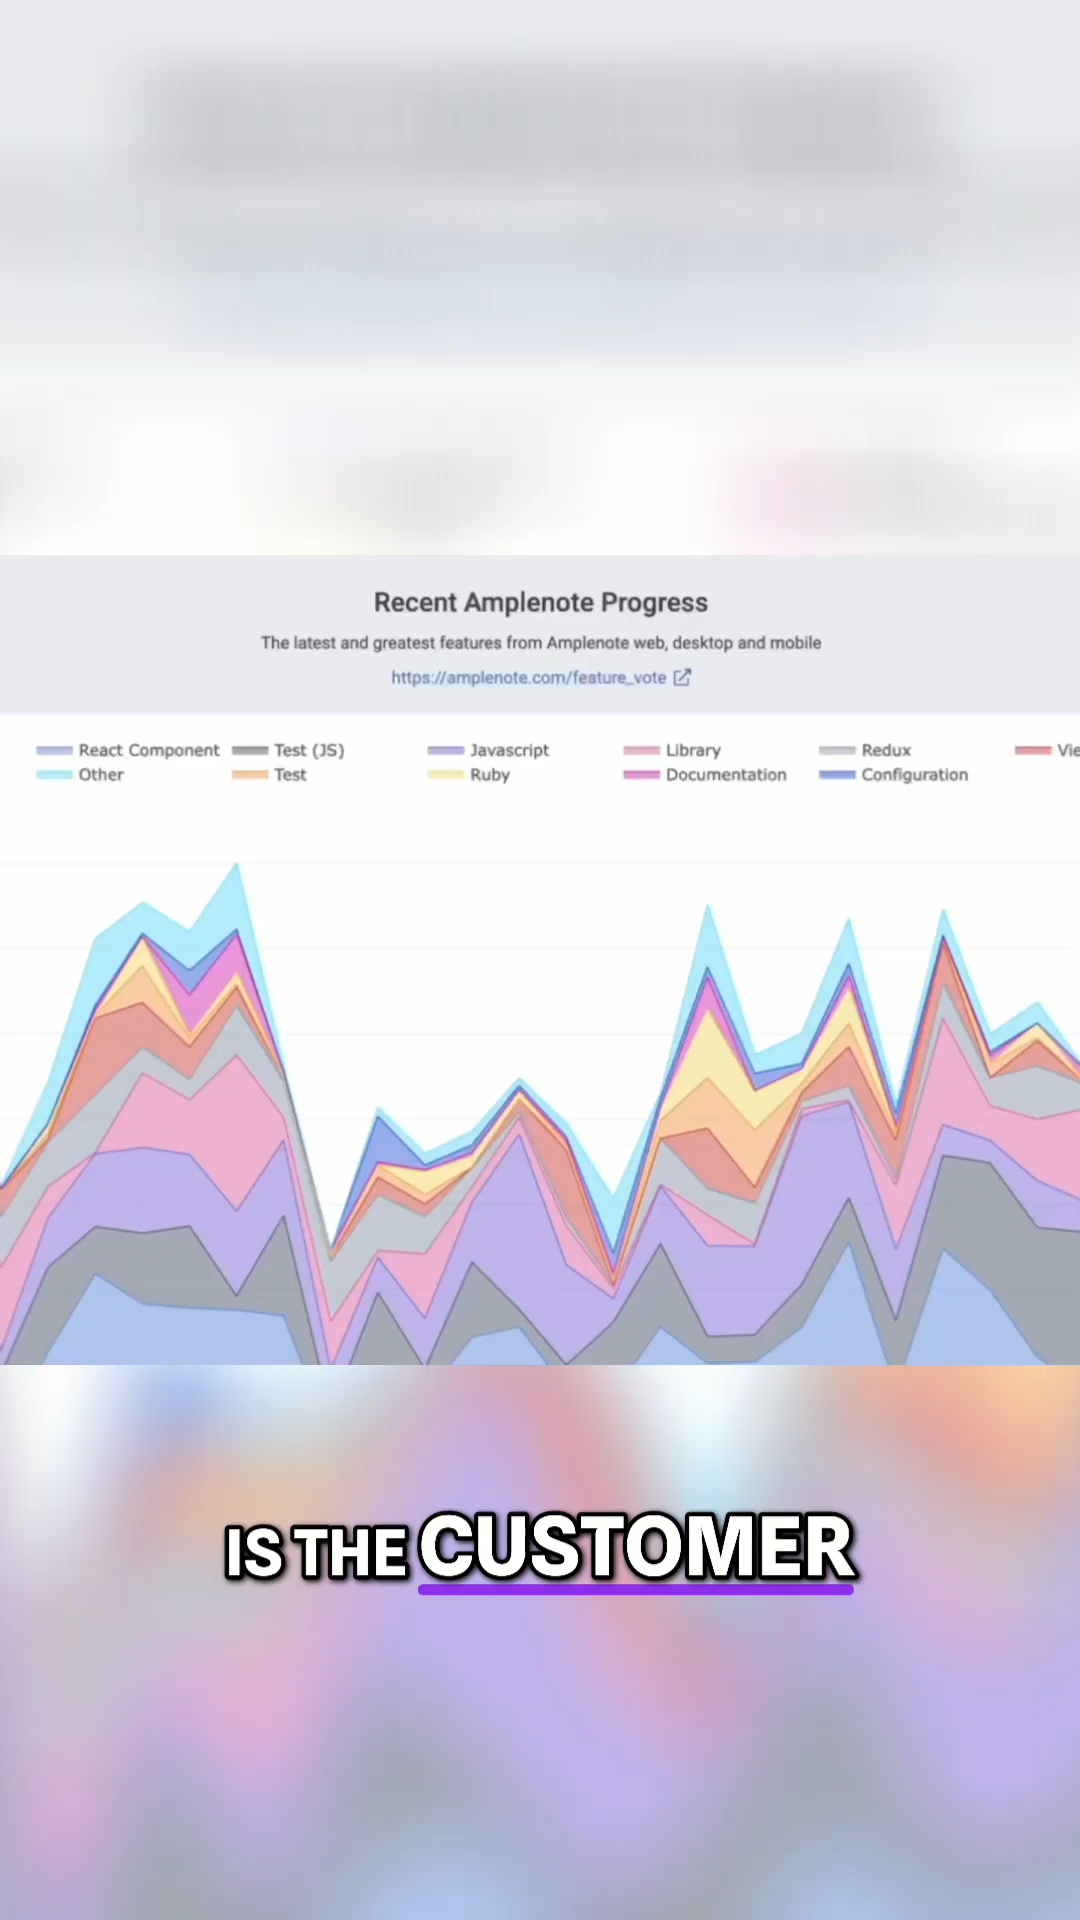 Recent Amplenote Progress
The latest and greatest features from Amplenote web, desktop and mobile
https://amplenote.com/feature_vote
React Component Test (JS) Javascript Library Redux Vie
Other Test Ruby Documentation Configuration
IS THE CUSTOMER